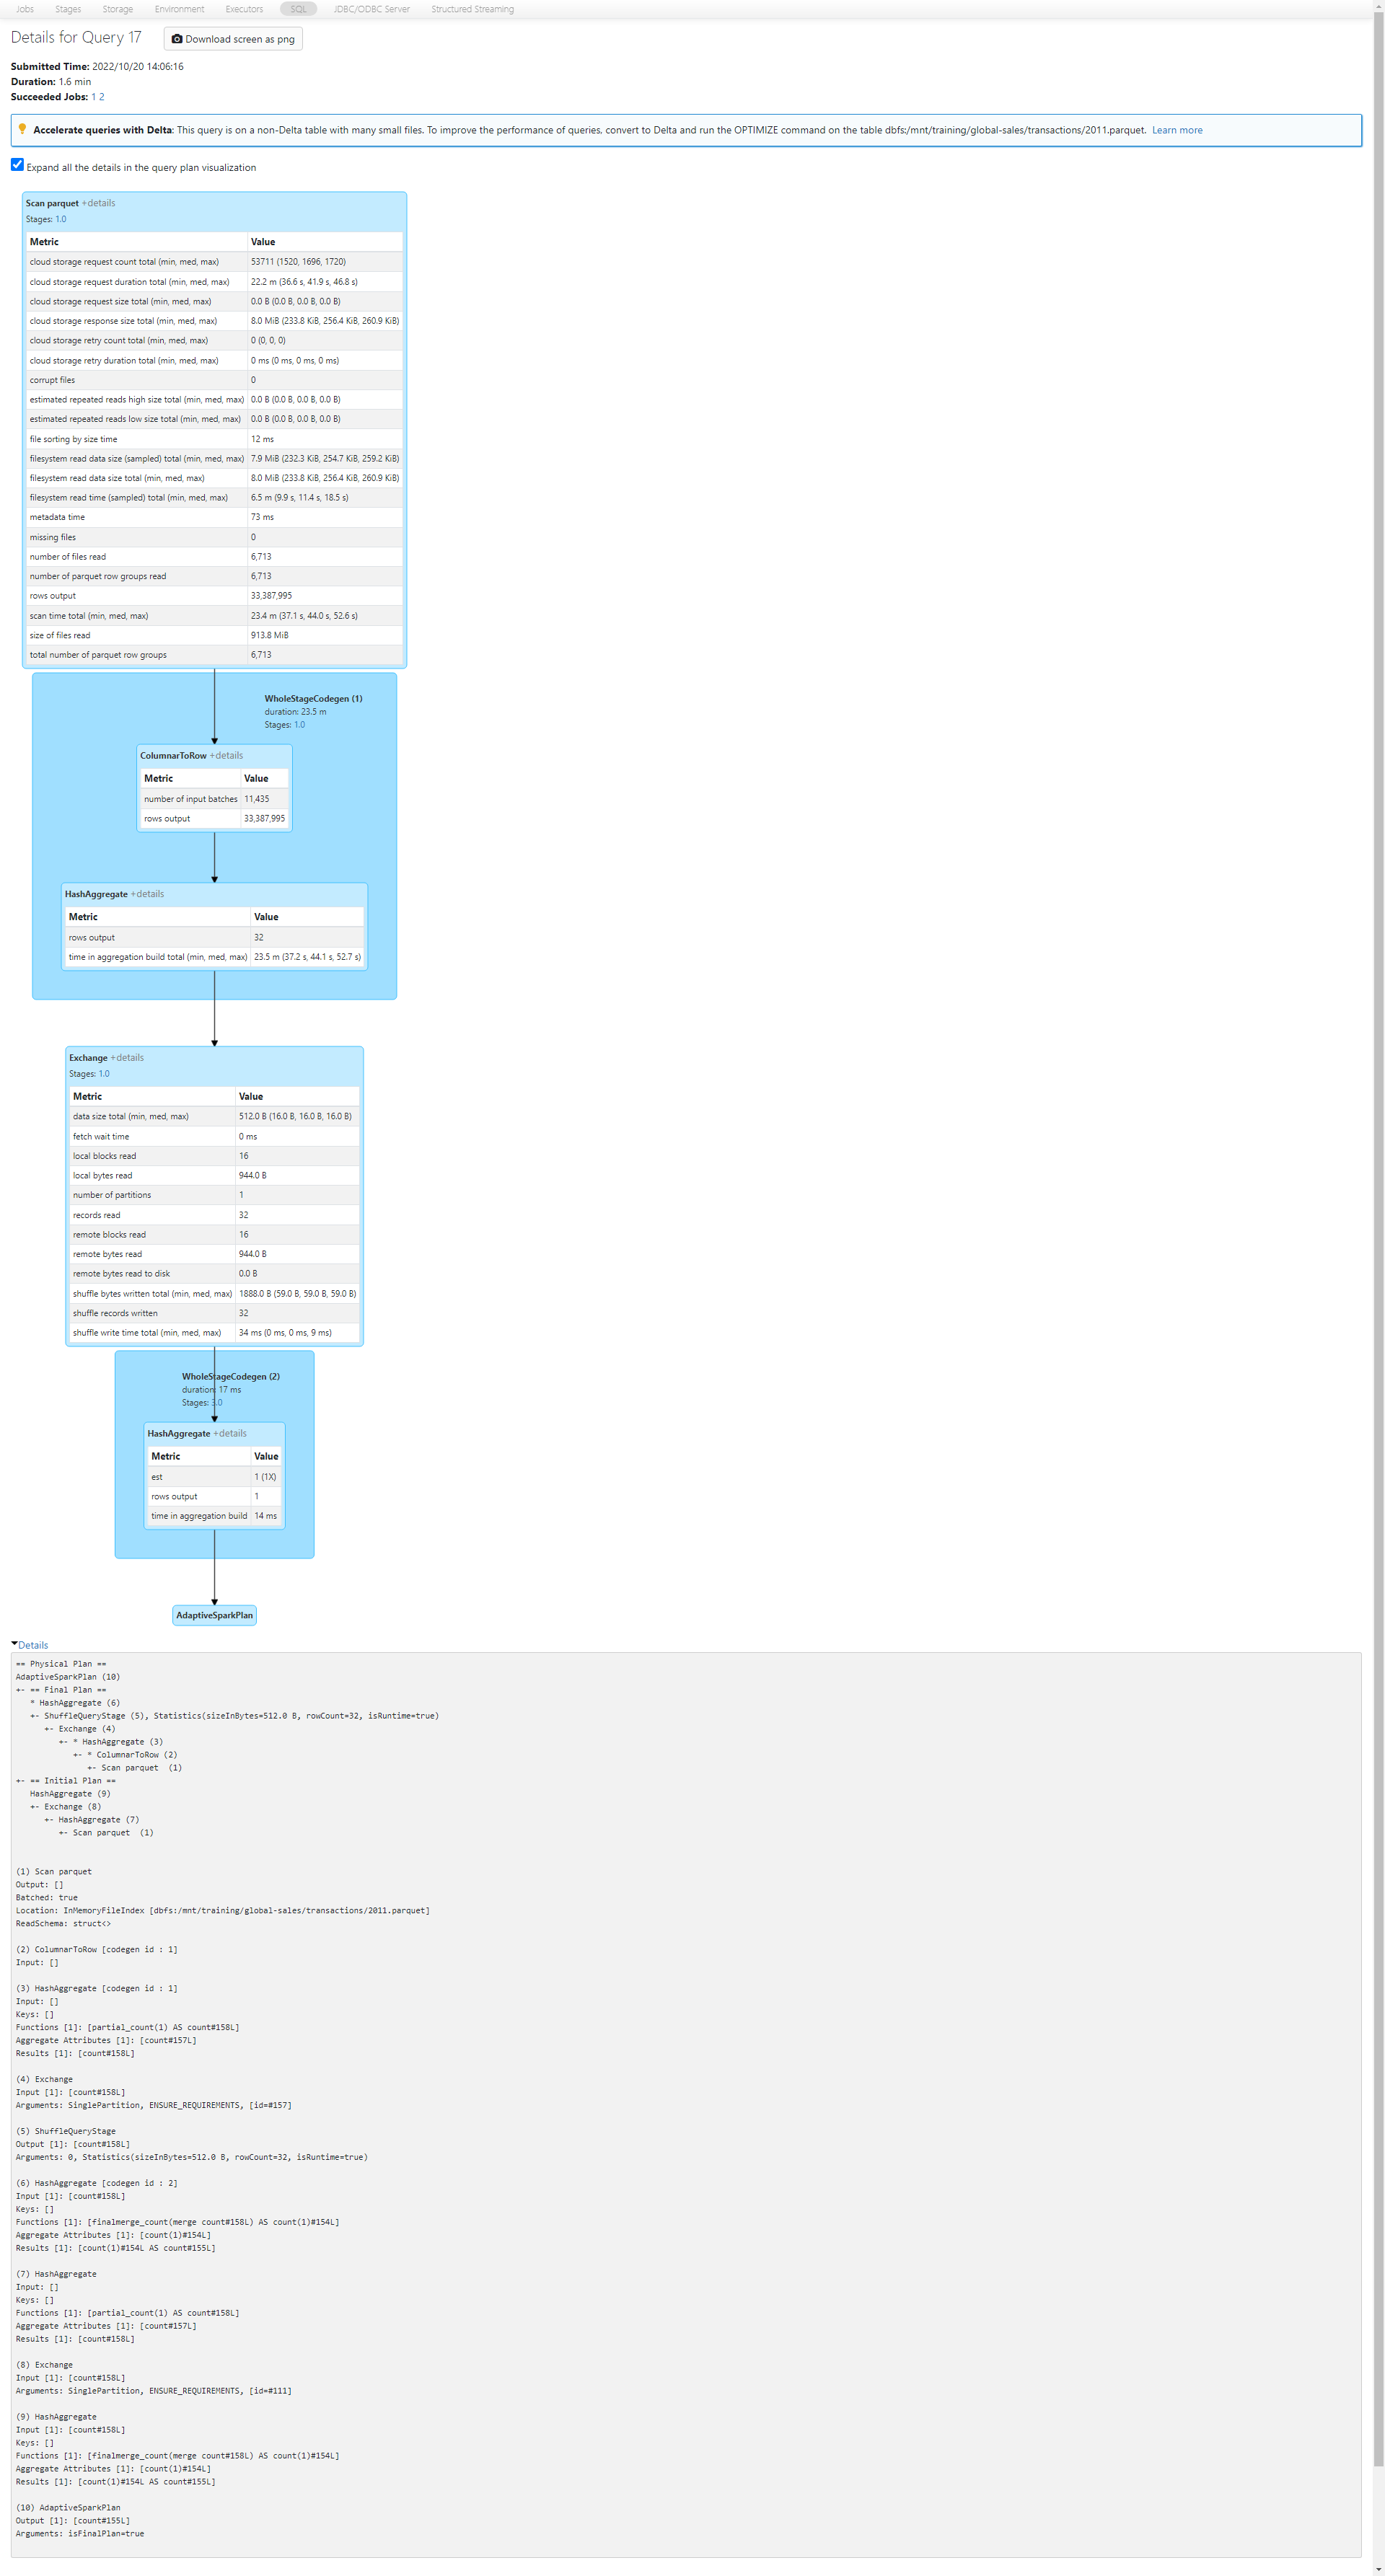 Jobs Stages Storage Environment Executors SQL JDBC/ODBC Server Structured Streaming
Details for Query 17 Download screen as png
Submitted Time: 2022/10/20 14:06:16
Duration: 1.6 min
Succeeded Jobs: 1 2
Accelerate queries with Delta: This query is on a non-Delta table with many small files. To improve the performance of queries, convert to Delta and run the OPTIMIZE command on the table dbfs:/mnt/training/global-sales/transactions/2011.parquet. Learn more
Expand all the details in the query plan visualization
Scan parquet +details
Stages: 1.0
Metric Value
cloud storage request count total (min, med, max) 53711 (1520, 1696, 1720)
cloud storage request duration total (min, med, max) 22.2 m (36.6 s, 41.9 s, 46.8 s)
cloud storage request size total (min, med, max) 0.0 B (0.0 B, 0.0 B, 0.0 B)
cloud storage response size total (min, med, max) 8.0 MiB (233.8 KiB, 256.4 KiB, 260.9 KiB)
cloud storage retry count total (min, med, max) 0 (0, 0, 0)
cloud storage retry duration total (min, med, max) 0 ms (0 ms, 0 ms, 0 ms)
corrupt files 0
estimated repeated reads high size total (min, med, max) 0.0 B (0.0 B, 0.0 B, 0.0 B)
estimated repeated reads low size total (min, med, max) 0.0 B (0.0 B, 0.0 B, 0.0 B)
file sorting by size time 12 ms
filesystem read data size (sampled) total (min, med, max) 7.9 MiB (232.3 KiB, 254.7 KiB, 259.2 KiB)
filesystem read data size total (min, med, max) 8.0 MiB (233.8 KiB, 256.4 KiB, 260.9 KiB)
filesystem read time (sampled) total (min, med, max) 6.5 m (9.9 s, 11.4 s, 18.5 s)
metadata time 73 ms
missing files 0
number of files read 6,713
number of parquet row groups read 6,713
rows output 33,387,995
scan time total (min, med, max) 23.4 m (37.1 s, 44.0 s, 52.6 s)
size of files read 913.8 MiB
total number of parquet row groups 6,713
WholeStageCodegen (1)
duration: 23.5 m
Stages: 1.0
ColumnarToRow +details
Metric Value
number of input batches 11,435
rows output 33,387,995
HashAggregate +details
Metric Value
rows output 32
time in aggregation build total (min, med, max) 23.5 m (37.2 s, 44.1 s, 52.7 s)
Exchange +details
Stages: 1.0
Metric Value
data size total (min, med, max) 512.0 B (16.0 B, 16.0 B, 16.0 B)
fetch wait time 0 ms
local blocks read 16
local bytes read 944.0 B
number of partitions 1
records read 32
remote blocks read 16
remote bytes read 944.0 B
remote bytes read to disk 0.0 B
shuffle bytes written total (min, med, max) 1888.0 B (59.0 B, 59.0 B, 59.0 B)
shuffle records written 32
shuffle write time total (min, med, max) 34 ms (0 ms, 0 ms, 9 ms)
WholeStageCodegen (2)
duration: 17 ms
Stages: 3.0
HashAggregate +details
Metric Value
est 1 (1X)
rows output 1
time in aggregation build 14 ms
AdaptiveSparkPlan
Details
== Physical Plan ==
AdaptiveSparkPlan (10)
+- == Final Plan ==
   * HashAggregate (6)
   +- ShuffleQueryStage (5), Statistics(sizeInBytes=512.0 B, rowCount=32, isRuntime=true)
      +- Exchange (4)
         +- * HashAggregate (3)
            +- * ColumnarToRow (2)
               +- Scan parquet  (1)
+- == Initial Plan ==
   HashAggregate (9)
   +- Exchange (8)
      +- HashAggregate (7)
         +- Scan parquet  (1)
(1) Scan parquet
Output: []
Batched: true
Location: InMemoryFileIndex [dbfs:/mnt/training/global-sales/transactions/2011.parquet]
ReadSchema: struct<>
(2) ColumnarToRow [codegen id : 1]
Input: []
(3) HashAggregate [codegen id : 1]
Input: []
Keys: []
Functions [1]: [partial_count(1) AS count#158L]
Aggregate Attributes [1]: [count#157L]
Results [1]: [count#158L]
(4) Exchange
Input [1]: [count#158L]
Arguments: SinglePartition, ENSURE_REQUIREMENTS, [id=#157]
(5) ShuffleQueryStage
Output [1]: [count#158L]
Arguments: 0, Statistics(sizeInBytes=512.0 B, rowCount=32, isRuntime=true)
(6) HashAggregate [codegen id : 2]
Input [1]: [count#158L]
Keys: []
Functions [1]: [finalmerge_count(merge count#158L) AS count(1)#154L]
Aggregate Attributes [1]: [count(1)#154L]
Results [1]: [count(1)#154L AS count#155L]
(7) HashAggregate
Input: []
Keys: []
Functions [1]: [partial_count(1) AS count#158L]
Aggregate Attributes [1]: [count#157L]
Results [1]: [count#158L]
(8) Exchange
Input [1]: [count#158L]
Arguments: SinglePartition, ENSURE_REQUIREMENTS, [id=#111]
(9) HashAggregate
Input [1]: [count#158L]
Keys: []
Functions [1]: [finalmerge_count(merge count#158L) AS count(1)#154L]
Aggregate Attributes [1]: [count(1)#154L]
Results [1]: [count(1)#154L AS count#155L]
(10) AdaptiveSparkPlan
Output [1]: [count#155L]
Arguments: isFinalPlan=true